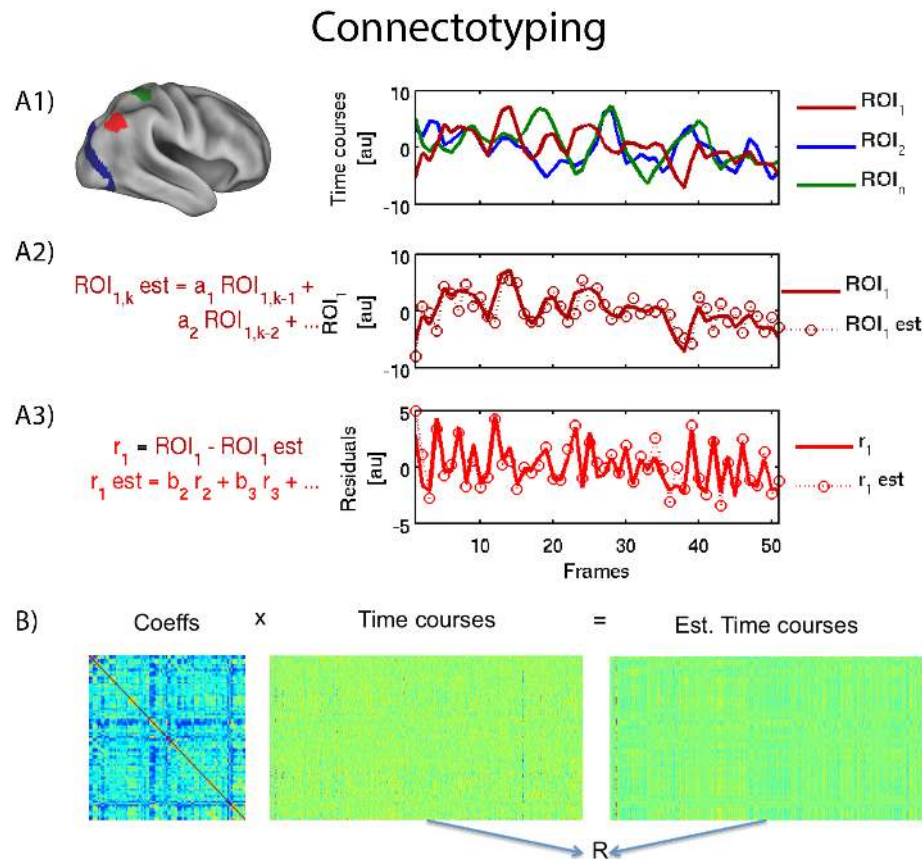 Connectotyping
A1)
Time courses
[au]
10
0
-10
ROI1
ROI2
ROIn
A2)
ROI1,k est = a1 ROI1,k-1 +
a2 ROI1,k-2 + ...
ROI1
[au]
10
0
-10
ROI1
ROI1 est
A3)
r1 = ROI1 - ROI1 est
r1 est = b2 r2 + b3 r3 + ...
Residuals
[au]
5
0
-5
r1
r1 est
10 20 30 40 50
Frames
B)
Coeffs x Time courses = Est. Time courses
R